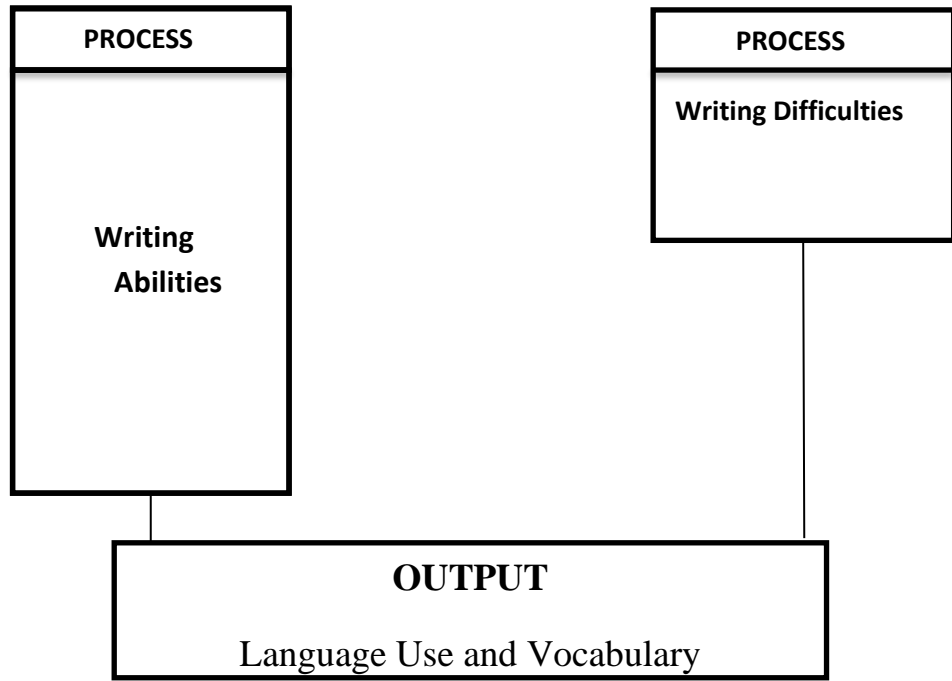 PROCESS
Writing
Abilities
PROCESS
Writing Difficulties
OUTPUT
Language Use and Vocabulary